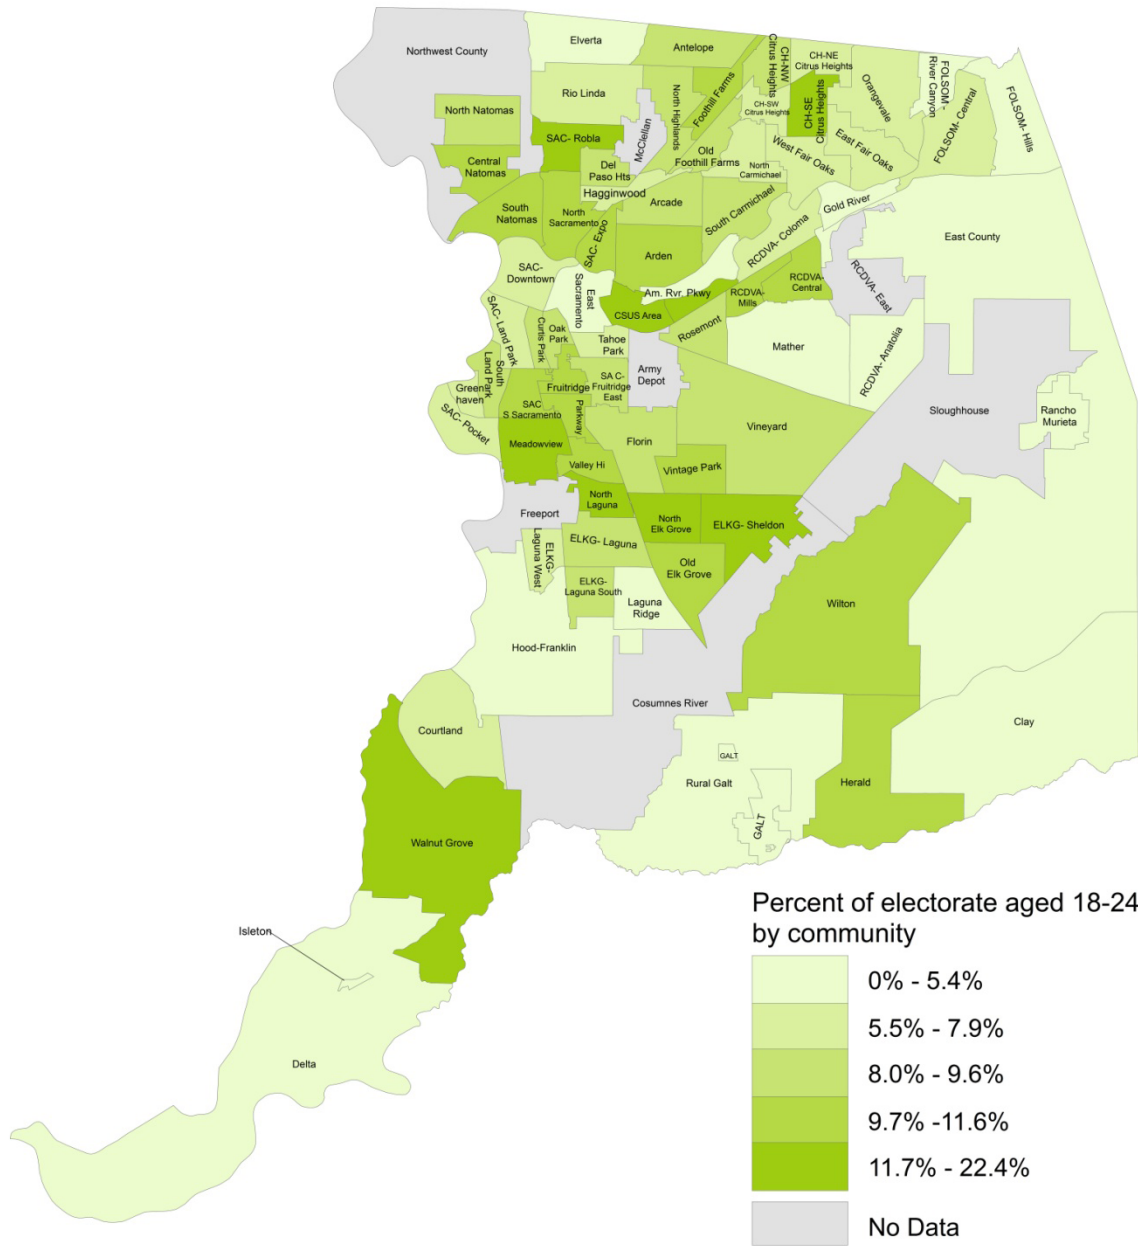 Northwest County
Elverta
Antelope
CH-NW
Citrus Heights
CH-NE
Citrus Heights
FOLSOM -
River Canyon
FOLSOM- Hills
Rio Linda
North Highlands
Foothill Farms
CH-SW
Citrus Heights
CH-SE
Citrus Heights
Orangevale
FOLSOM- Central
North Natomas
SAC- Robla
McClellan
Old
Foothill Farms
West Fair Oaks
East Fair Oaks
Central
Natomas
Del
Paso Hts
North
Carmichael
Hagginwood
South
Natomas
North
Sacramento
SAC- Expo
Arcade
South Carmichael
Gold River
Arden
RCDVA- Coloma
East County
SAC-
Downtown
East
Sacramento
Am. Rvr. Pkwy
RCDVA-
Mills
RCDVA-
Central
RCDVA- East
CSUS Area
SAC- Land Park
Curtis Park
Oak
Park
Tahoe
Park
Rosemont
Mather
RCDVA- Anatolia
South
Land Park
Green
haven
Fruitridge
SA C-
Fruitridge
East
Army
Depot
SAC- Pocket
SAC
S Sacramento
Parkway
Sloughhouse
Rancho
Murieta
Meadowview
Florin
Vineyard
Valley Hi
Vintage Park
North
Laguna
Freeport
North
Elk Grove
ELKG- Sheldon
ELKG-
Laguna West
ELKG- Laguna
Old
Elk Grove
ELKG-
Laguna South
Laguna
Ridge
Wilton
Hood-Franklin
Cosumnes River
Courtland
Clay
GALT
Rural Galt
Herald
GALT
Walnut Grove
Isleton
Delta
Percent of electorate aged 18-24
by community
0% - 5.4%
5.5% - 7.9%
8.0% - 9.6%
9.7% -11.6%
11.7% - 22.4%
No Data